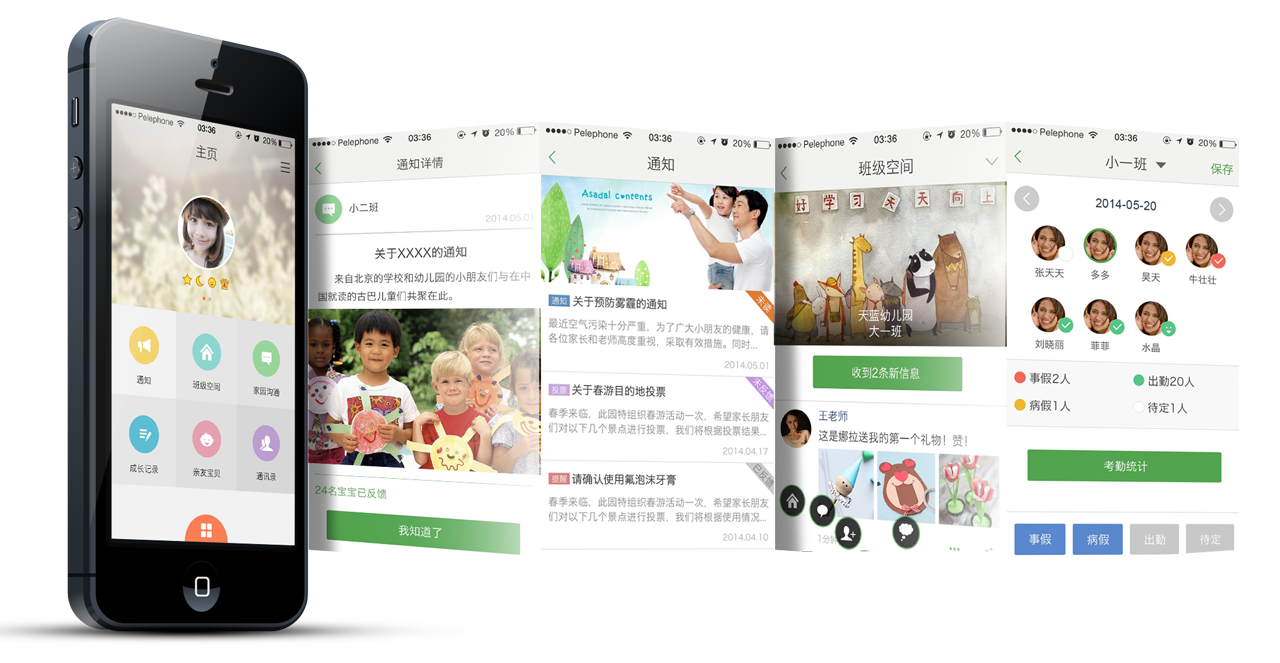 Pelephone 03:36 20%
主页
通知
班级空间
家园沟通
成长记录
亲友宝贝
通讯录
Pelephone 03:36 20%
通知详情
小二班
2014.05.01
关于XXXX的通知
来自北京的学校和幼儿园的小朋友们与在中
国就读的古巴儿童们共聚在此。
24名宝宝已反馈
我知道了
Pelephone 03:36 20%
通知
Asadal contents
未读
通知 关于预防雾霾的通知
最近空气污染十分严重，为了广大小朋友的健康，请
各位家长和老师高度重视，采取有效措施。同时...
2014.05.01
未反馈
投票 关于春游目的地投票
春季来临，此园特组织春游活动一次，希望家长朋友
们对以下几个景点进行投票，我们将根据投票结果...
2014.04.17
已反馈
提醒 请确认使用氟泡沫牙膏
春季来临，此园特组织春游活动一次，希望家长朋友
们对以下几个景点进行投票，我们将根据使用情况...
2014.04.10
Pelephone 03:36 20%
班级空间
好 学 习 天 天 向 上
天蓝幼儿园
大一班
收到2条新信息
王老师
这是娜拉送我的第一个礼物！赞！
1分钟
Pelephone 03:36 20%
小一班
保存
2014-05-20
张天天 多多 吴天 牛壮壮
刘晓丽 菲菲 水晶
事假2人 出勤20人
病假1人 待定1人
考勤统计
事假 病假 出勤 待定